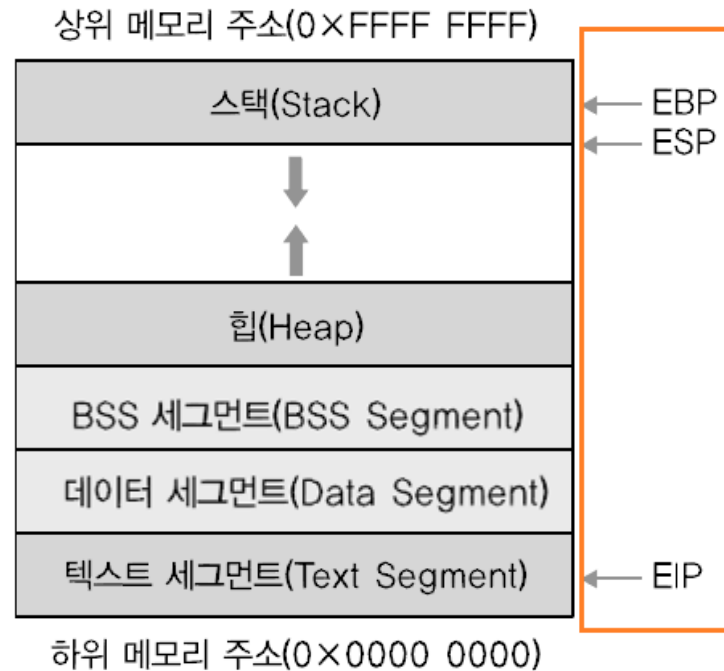 상위 메모리 주소(0×FFFF FFFF)
스택(Stack)
EBP
ESP
힙(Heap)
BSS 세그먼트(BSS Segment)
데이터 세그먼트(Data Segment)
텍스트 세그먼트(Text Segment)
EIP
하위 메모리 주소(0×0000 0000)